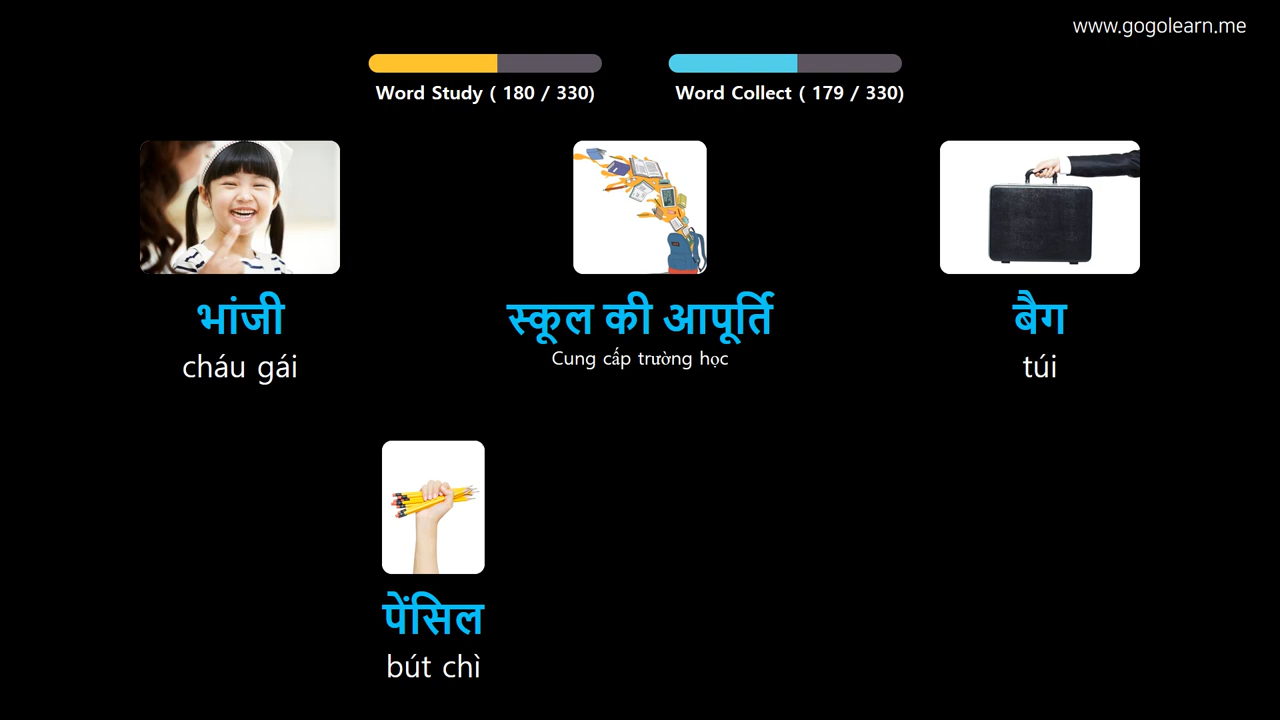 www.gogolearn.me
Word Study ( 180 / 330)
Word Collect ( 179 / 330)
भांजी
cháu gái
स्कूल की आपूर्ति
Cung cấp trường học
बैग
túi
पेंसिल
bút chì